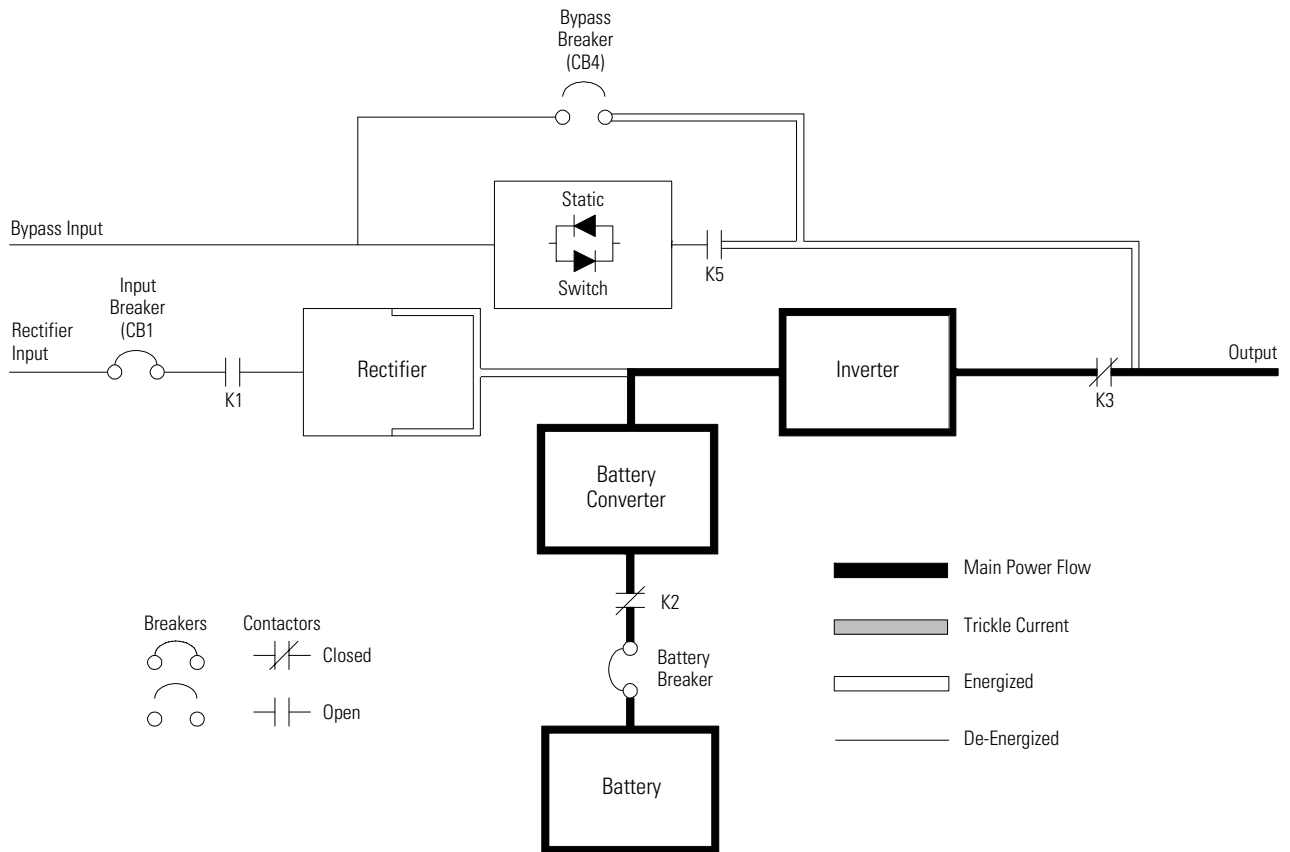 Bypass
Breaker
(CB4)
Static
Switch
Bypass Input
K5
Input
Breaker
(CB1
Rectifier
Input
K1
Rectifier
Inverter
K3
Output
Battery
Converter
K2
Battery
Breaker
Battery
Breakers
Contactors
Closed
Open
Main Power Flow
Trickle Current
Energized
De-Energized